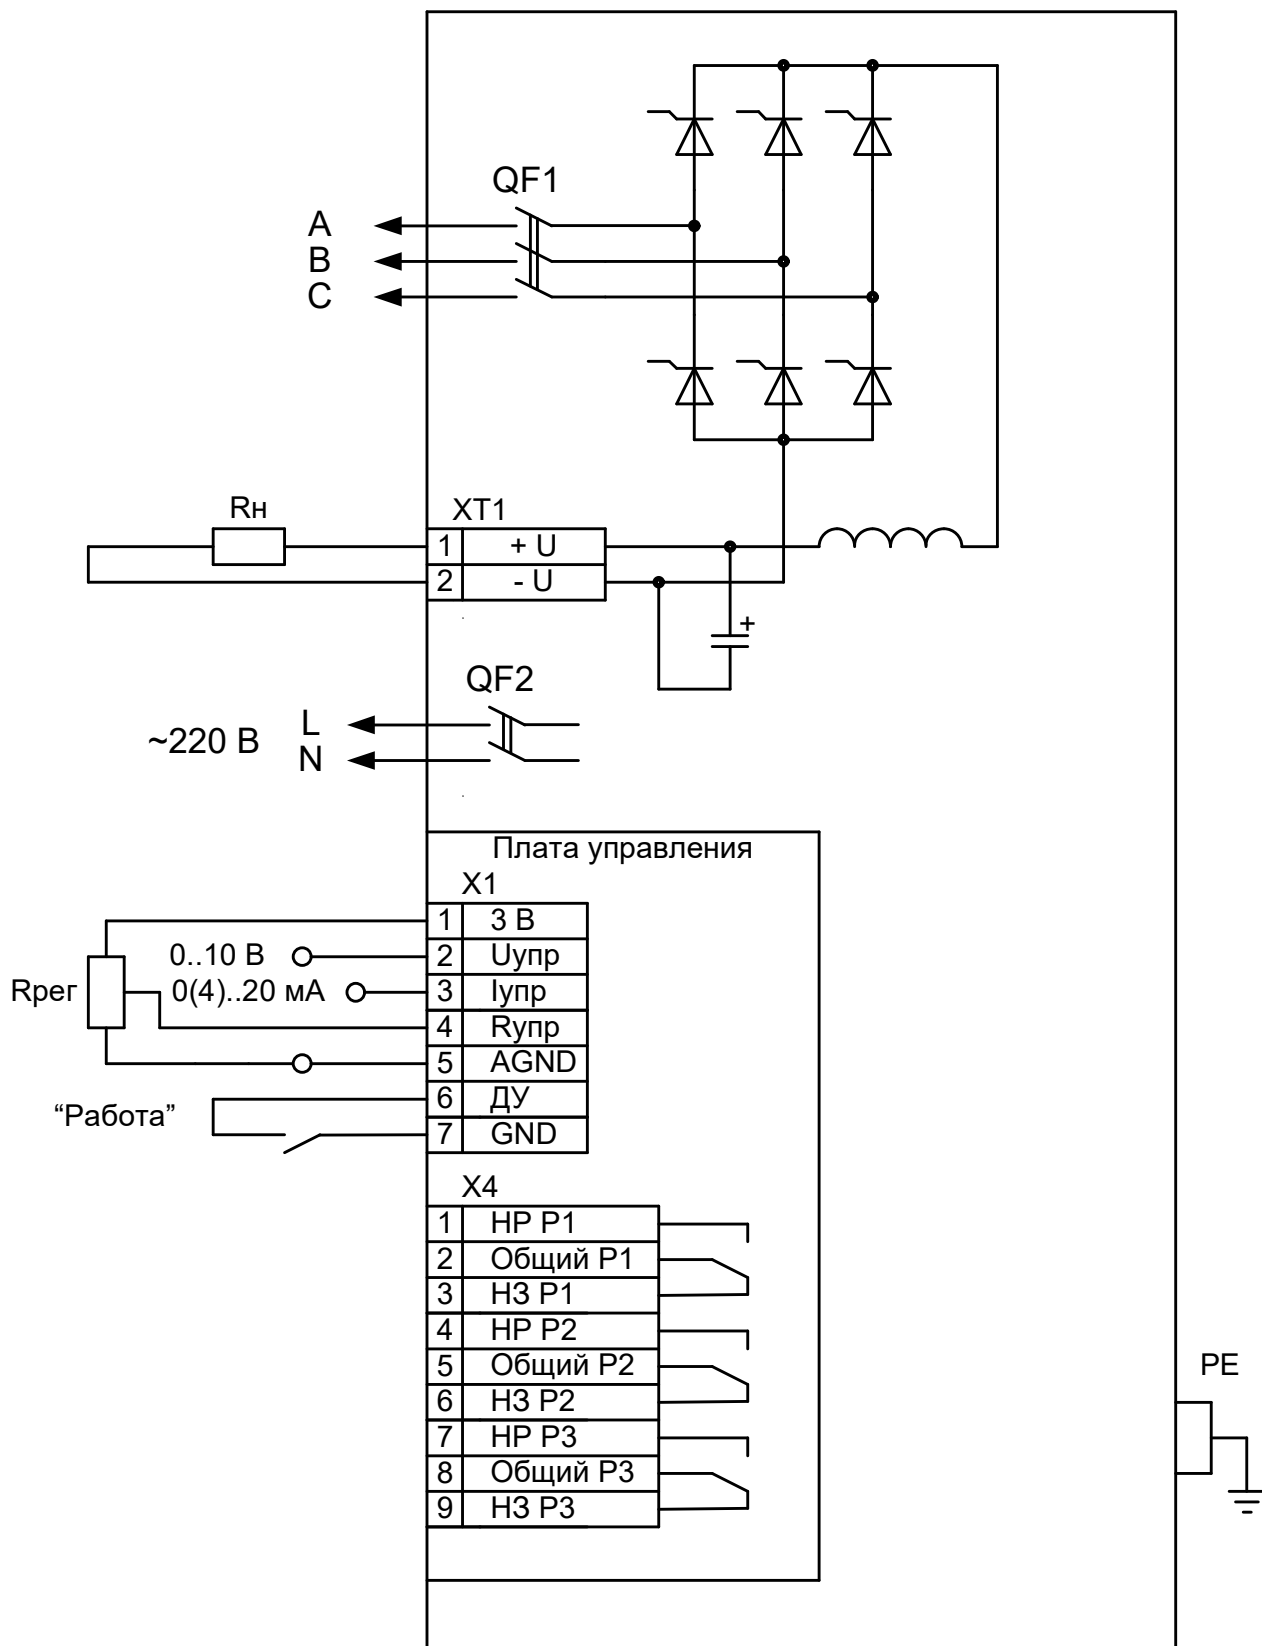 QF1
A
B
C
Rн
XT1
1 + U
2 - U
+
QF2
~220 В
L
N
Плата управления
X1
1 3 В
0..10 В 2 Uупр
Rрег 0(4)..20 мА 3 Iупр
4 Rупр
5 AGND
“Работа” 6 ДУ
7 GND
X4
1 НР Р1
2 Общий Р1
3 НЗ Р1
4 НР Р2
5 Общий Р2
6 НЗ Р2
7 НР Р3
8 Общий Р3
9 НЗ Р3
PE